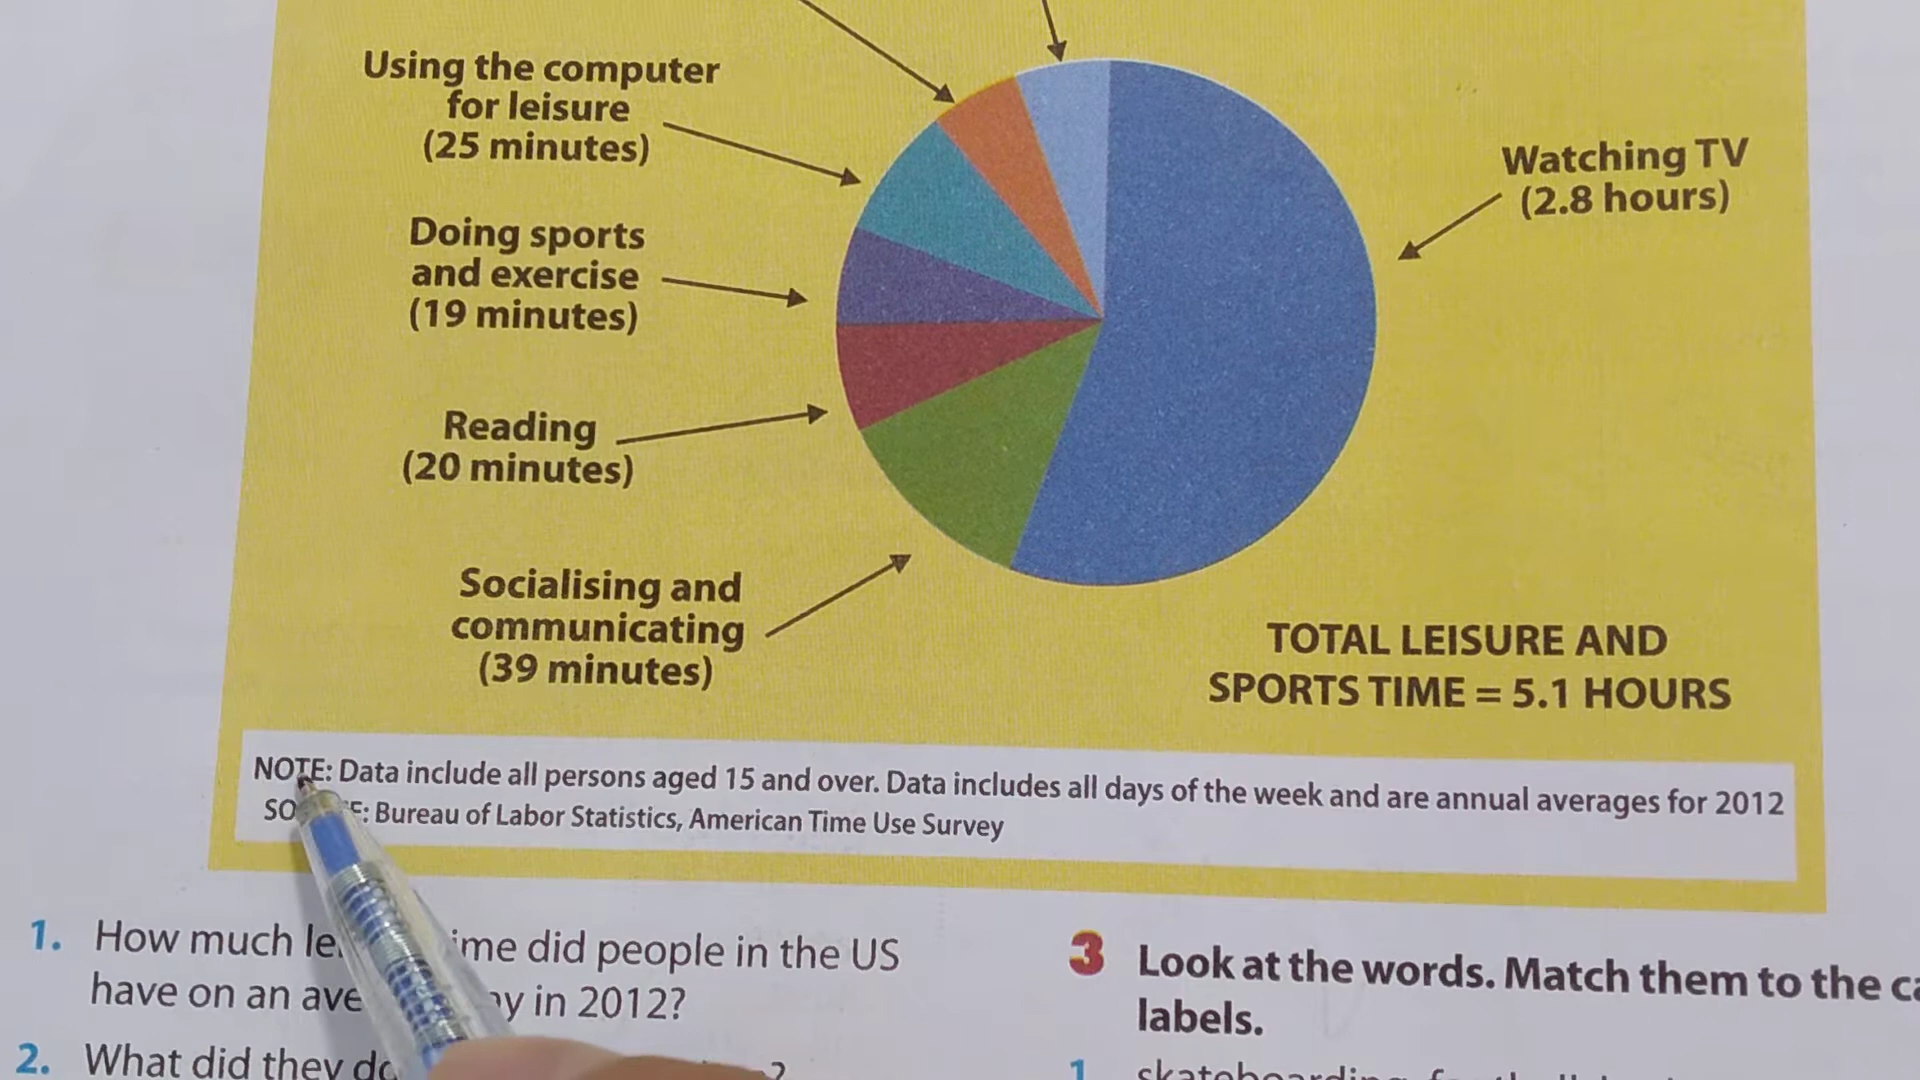 Using the computer
for leisure
(25 minutes)
Doing sports
and exercise
(19 minutes)
Reading
(20 minutes)
Socialising and
communicating
(39 minutes)
Watching TV
(2.8 hours)
TOTAL LEISURE AND
SPORTS TIME = 5.1 HOURS
NOTE: Data include all persons aged 15 and over. Data includes all days of the week and are annual averages for 2012
Bureau of Labor Statistics, American Time Use Survey
1. How much did people in the US
have on an in 2012?
2. What did they
3 Look at the words. Match them to the
labels.
1